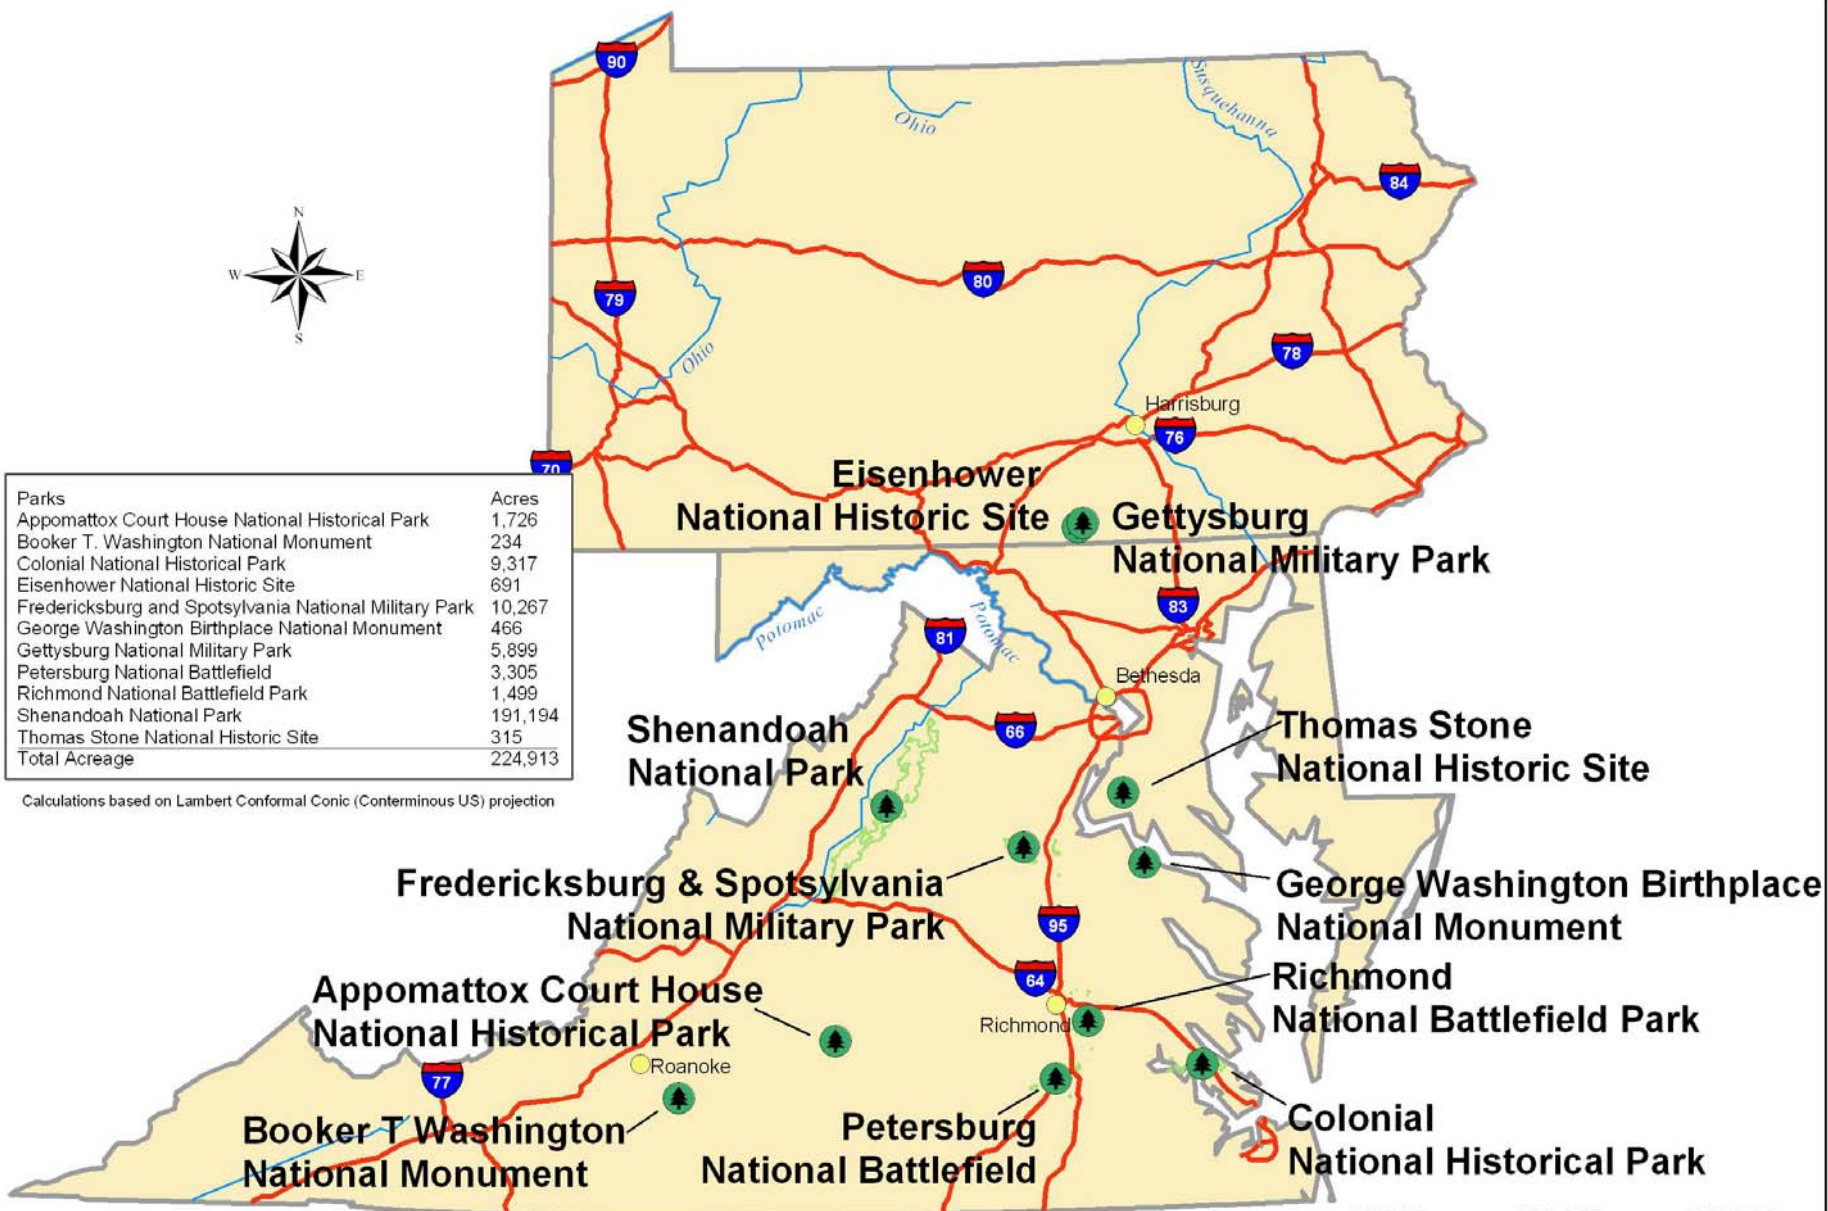 90
Ohio
Susquehanna
84
N
W E
S
80
79
78
Ohio
Harrisburg
76
70
Eisenhower
National Historic Site
Gettysburg
National Military Park
Parks Acres
Appomattox Court House National Historical Park 1,726
Booker T. Washington National Monument 234
Colonial National Historical Park 9,317
Eisenhower National Historic Site 691
Fredericksburg and Spotsylvania National Military Park 10,267
George Washington Birthplace National Monument 466
Gettysburg National Military Park 5,899
Petersburg National Battlefield 3,305
Richmond National Battlefield Park 1,499
Shenandoah National Park 191,194
Thomas Stone National Historic Site 315
Total Acreage 224,913
Calculations based on Lambert Conformal Conic (Conterminous US) projection
83
Potomac
Potomac
81
Bethesda
Shenandoah
National Park
66
Thomas Stone
National Historic Site
Fredericksburg & Spotsylvania
National Military Park
George Washington Birthplace
National Monument
95
64
Richmond
National Battlefield Park
Appomattox Court House
National Historical Park
Richmond
77
Roanoke
Booker T Washington
National Monument
Petersburg
National Battlefield
Colonial
National Historical Park